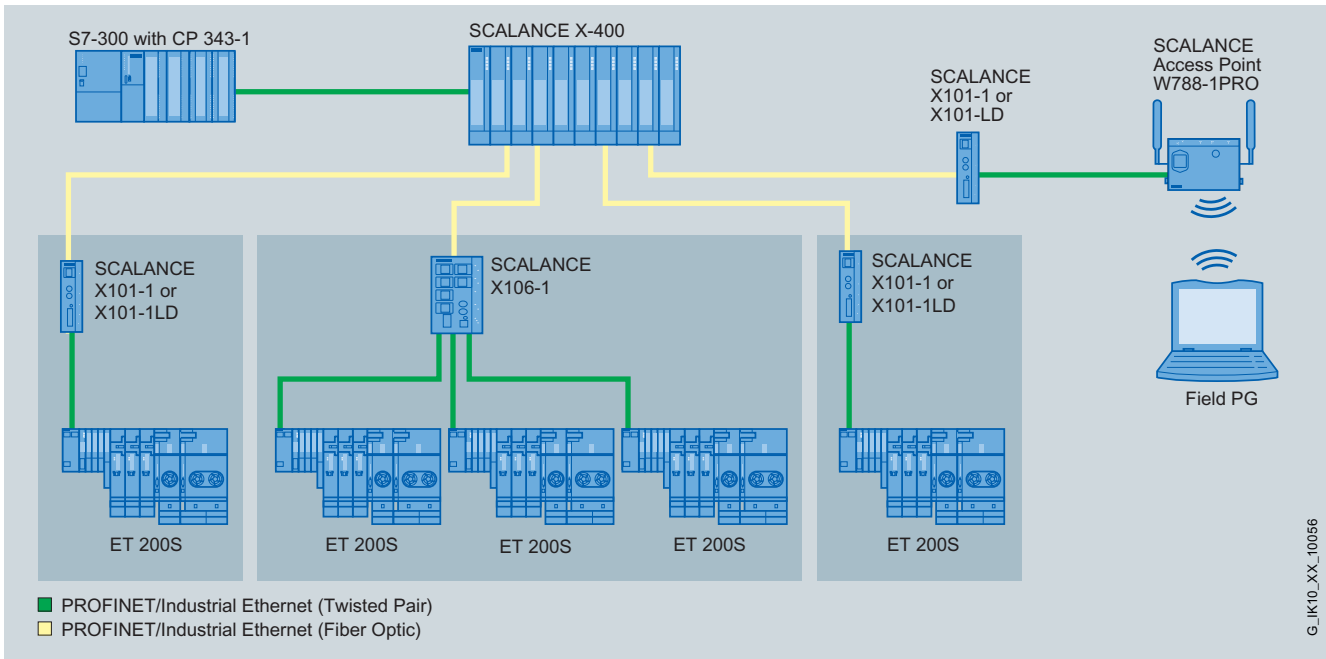 S7-300 with CP 343-1
SCALANCE X-400
SCALANCE
X101-1 or
X101-LD
SCALANCE
Access Point
W788-1PRO
SCALANCE
X101-1 or
X101-1LD
SCALANCE
X106-1
SCALANCE
X101-1 or
X101-1LD
Field PG
ET 200S
ET 200S
ET 200S
ET 200S
ET 200S
PROFINET/Industrial Ethernet (Twisted Pair)
PROFINET/Industrial Ethernet (Fiber Optic)
G_IK10_XX_10056